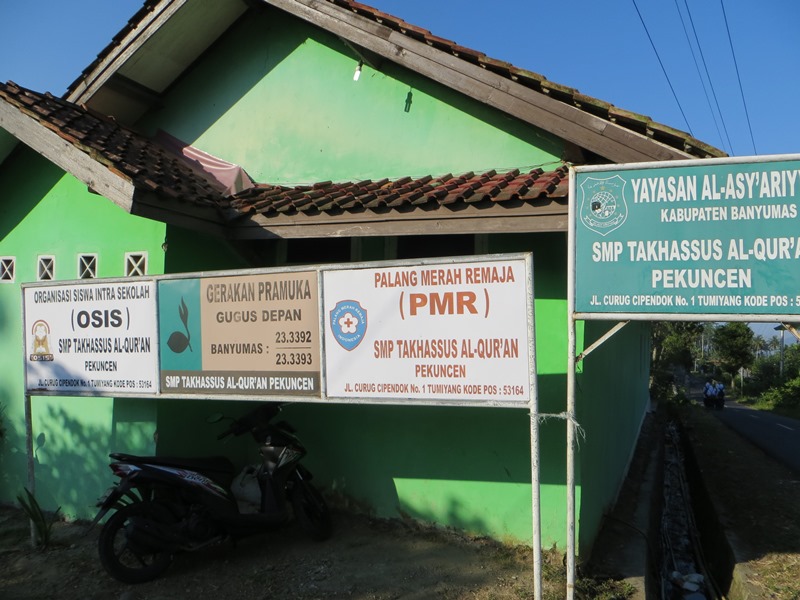 ORGANISASI SISWA INTRA SEKOLAH
(OSIS)
SMP TAKHASSUS AL-QUR'AN
PEKUNCEN
JL. CURUG CIPENDOK No. 1 TUMIYANG KODE POS : 53164
GERAKAN PRAMUKA
GUGUS DEPAN
BANYUMAS : 23.3392
23.3393
SMP TAKHASSUS AL-QUR'AN PEKUNCEN
PALANG MERAH REMAJA
(PMR)
SMP TAKHASSUS AL-QUR'AN
PEKUNCEN
JL. CURUG CIPENDOK No. 1 TUMIYANG KODE POS : 53164
YAYASAN AL-ASY'ARIYY
KABUPATEN BANYUMAS
SMP TAKHASSUS AL-QUR'AN
PEKUNCEN
JL. CURUG CIPENDOK No. 1 TUMIYANG KODE POS :